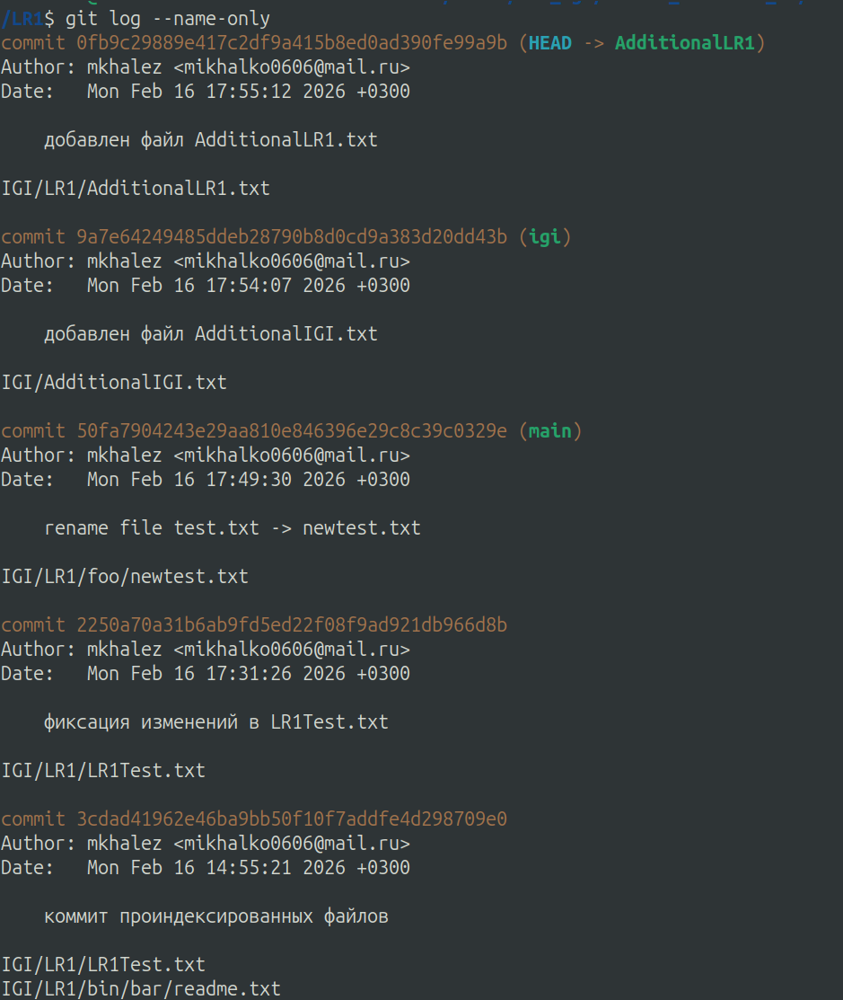 /LR1$ git log --name-only
commit 0fb9c29889e417c2df9a415b8ed0ad390fe99a9b (HEAD -> AdditionalLR1)
Author: mkhalez <mikhalko0606@mail.ru>
Date:   Mon Feb 16 17:55:12 2026 +0300
добавлен файл AdditionalLR1.txt
IGI/LR1/AdditionalLR1.txt
commit 9a7e64249485ddeb28790b8d0cd9a383d20dd43b (igi)
Author: mkhalez <mikhalko0606@mail.ru>
Date:   Mon Feb 16 17:54:07 2026 +0300
добавлен файл AdditionalIGI.txt
IGI/AdditionalIGI.txt
commit 50fa7904243e29aa810e846396e29c8c39c0329e (main)
Author: mkhalez <mikhalko0606@mail.ru>
Date:   Mon Feb 16 17:49:30 2026 +0300
rename file test.txt -> newtest.txt
IGI/LR1/foo/newtest.txt
commit 2250a70a31b6ab9fd5ed22f08f9ad921db966d8b
Author: mkhalez <mikhalko0606@mail.ru>
Date:   Mon Feb 16 17:31:26 2026 +0300
фиксация изменений в LR1Test.txt
IGI/LR1/LR1Test.txt
commit 3cdad41962e46ba9bb50f10f7addfe4d298709e0
Author: mkhalez <mikhalko0606@mail.ru>
Date:   Mon Feb 16 14:55:21 2026 +0300
коммит проиндексированных файлов
IGI/LR1/LR1Test.txt
IGI/LR1/bin/bar/readme.txt